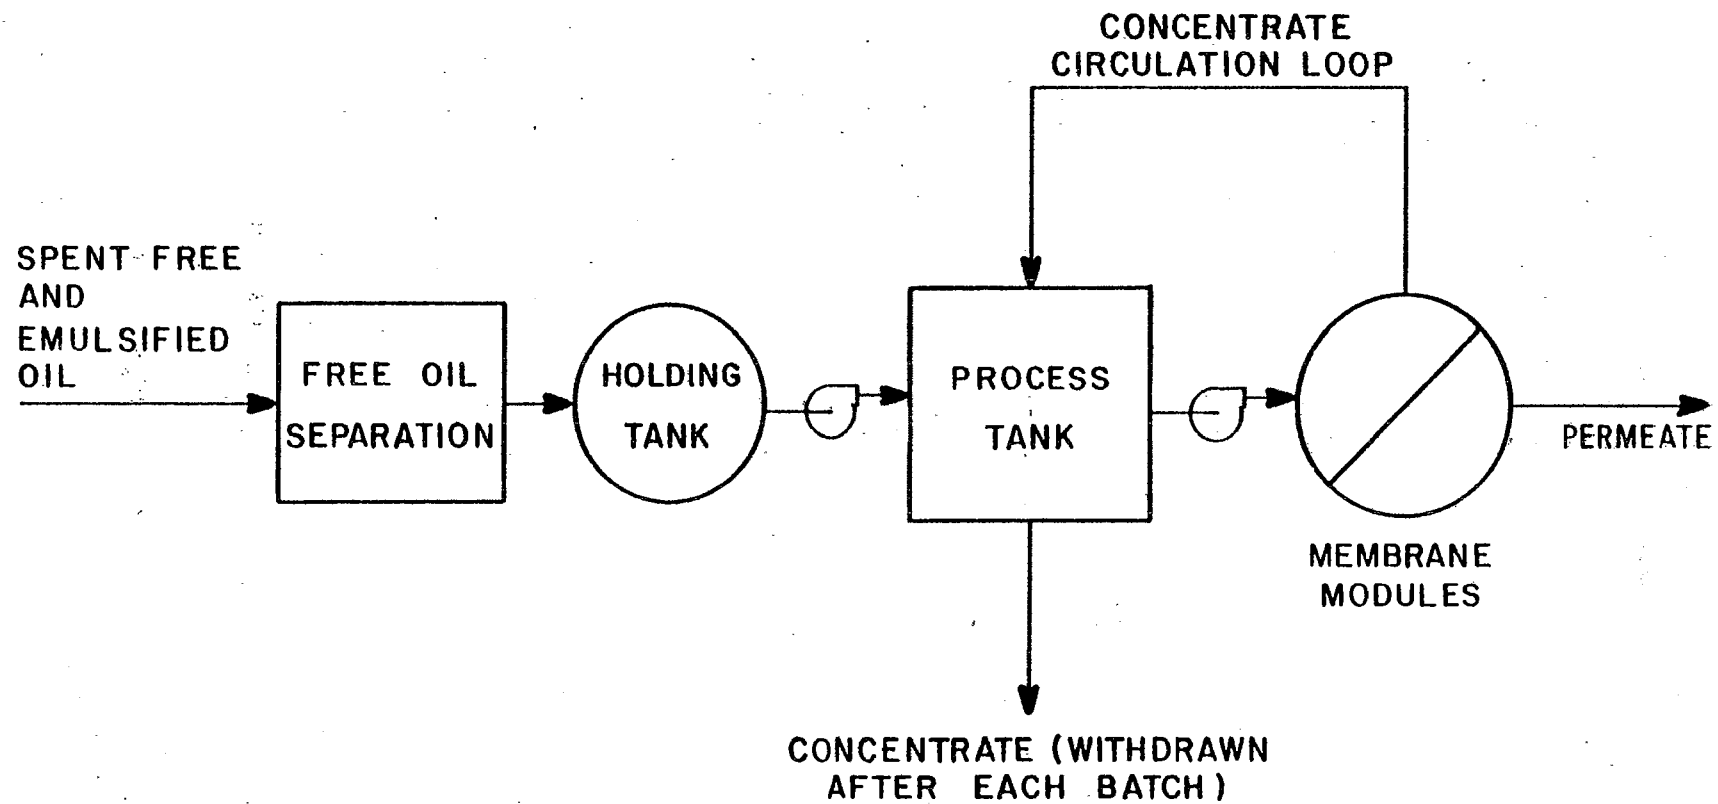 CONCENTRATE
CIRCULATION LOOP
SPENT FREE
AND
EMULSIFIED
OIL
FREE OIL
SEPARATION
HOLDING
TANK
PROCESS
TANK
PERMEATE
MEMBRANE
MODULES
CONCENTRATE (WITHDRAWN
AFTER EACH BATCH)